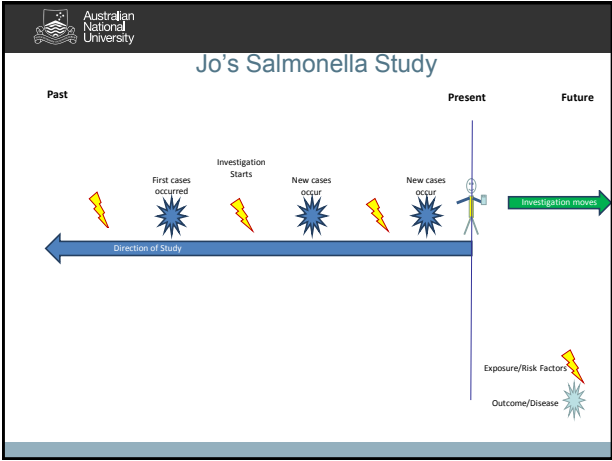 Australian
National
University
Jo's Salmonella Study
Past
Present
Future
Investigation
Starts
First cases
occurred
New cases
occur
New cases
occur
Investigation moves
Direction of Study
Exposure/Risk Factors
Outcome/Disease